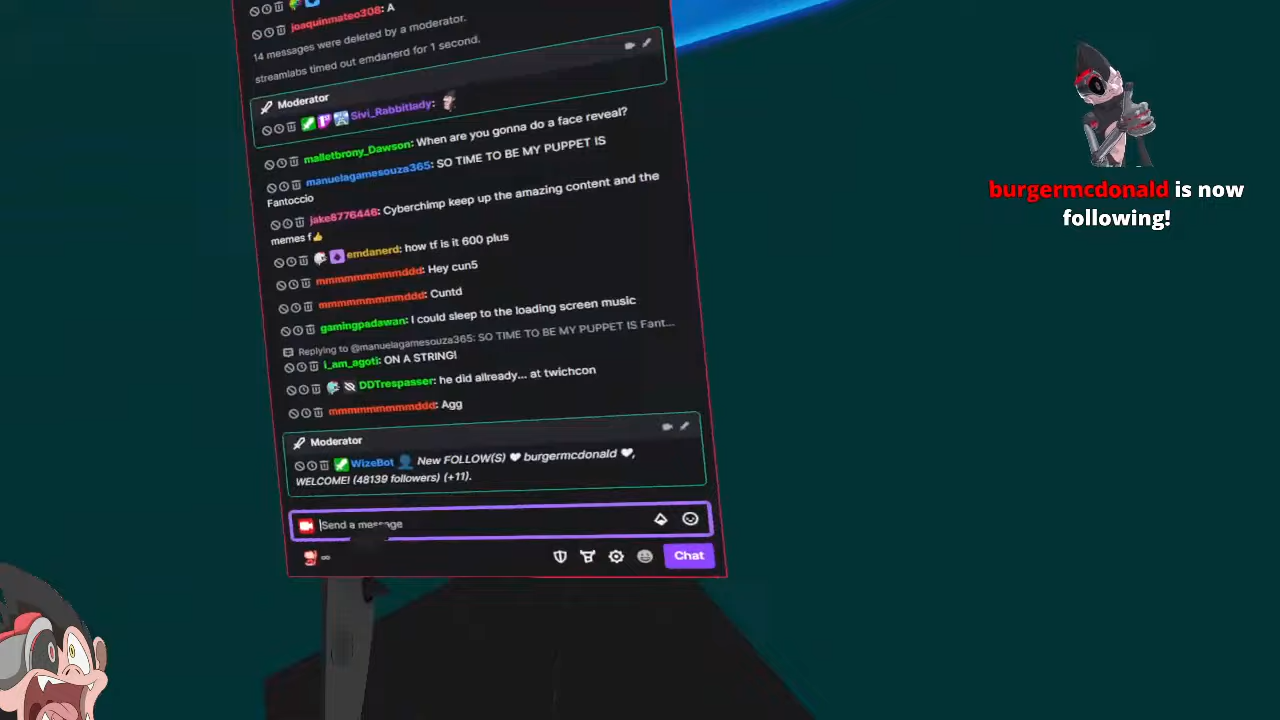 joaquinmateo308: A
14 messages were deleted by a moderator.
streamlabs timed out emdanerd for 1 second.
Moderator
Sivi_Rabbitlady:
malletbrony_Dawson: When are you gonna do a face reveal?
manuelagamesouza365: SO TIME TO BE MY PUPPET IS
Fantoccio
jake8776446: Cyberchimp keep up the amazing content and the
memes f👍
emdanerd: how tf is it 600 plus
mmmmmmmmmddd: Hey cun5
mmmmmmmmmddd: Cuntd
gamingpadawan: I could sleep to the loading screen music
Replying to @manuelagamesouza365: SO TIME TO BE MY PUPPET IS Fant...
i_am_agoti: ON A STRING!
DDTrespasser: he did allready... at twichcon
mmmmmmmmmddd: Agg
Moderator
WizeBot 👤 New FOLLOW(S) ❤ burgermcdonald ❤,
WELCOME! (48139 followers) (+11).
Send a message
∞
Chat
burgermcdonald is now
following!